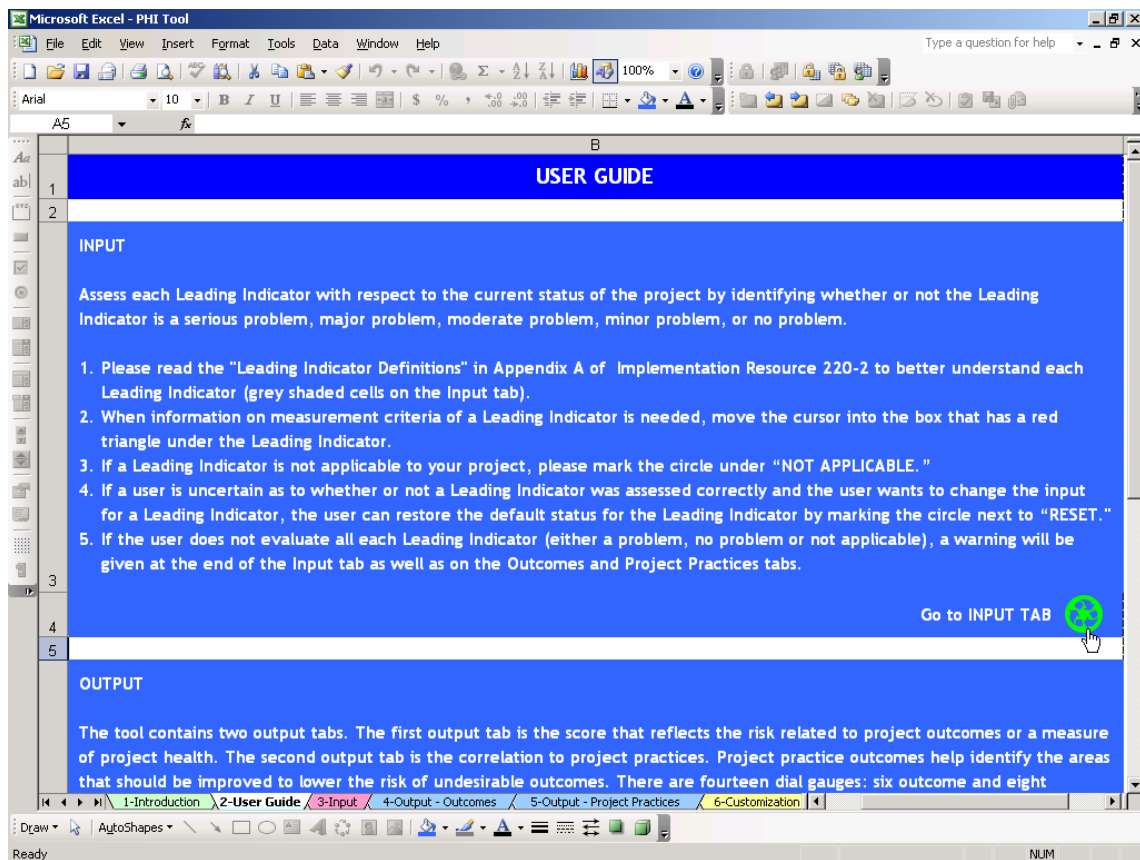 Microsoft Excel - PHI Tool
File Edit View Insert Format Tools Data Window Help Type a question for help
100%
Arial 10 B I U $ % ,
A5 fx
B
1 USER GUIDE
2
INPUT
Assess each Leading Indicator with respect to the current status of the project by identifying whether or not the Leading
Indicator is a serious problem, major problem, moderate problem, minor problem, or no problem.
1. Please read the "Leading Indicator Definitions" in Appendix A of Implementation Resource 220-2 to better understand each
Leading Indicator (grey shaded cells on the Input tab).
2. When information on measurement criteria of a Leading Indicator is needed, move the cursor into the box that has a red
triangle under the Leading Indicator.
3. If a Leading Indicator is not applicable to your project, please mark the circle under “NOT APPLICABLE.”
4. If a user is uncertain as to whether or not a Leading Indicator was assessed correctly and the user wants to change the input
for a Leading Indicator, the user can restore the default status for the Leading Indicator by marking the circle next to “RESET.”
5. If the user does not evaluate all each Leading Indicator (either a problem, no problem or not applicable), a warning will be
given at the end of the Input tab as well as on the Outcomes and Project Practices tabs.
3
Go to INPUT TAB
4
5
OUTPUT
The tool contains two output tabs. The first output tab is the score that reflects the risk related to project outcomes or a measure
of project health. The second output tab is the correlation to project practices. Project practice outcomes help identify the areas
that should be improved to lower the risk of undesirable outcomes. There are fourteen dial gauges: six outcome and eight
1-Introduction 2-User Guide 3-Input 4-Output - Outcomes 5-Output - Project Practices 6-Customization
Draw AutoShapes
Ready NUM